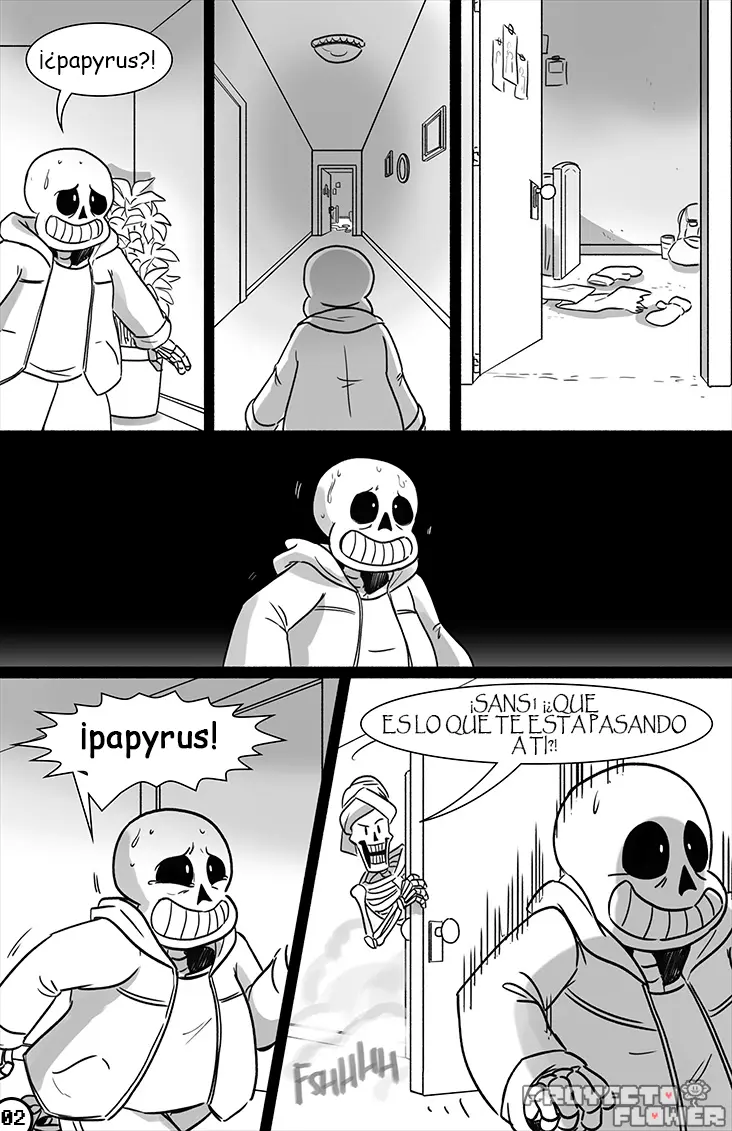 ¡¿papyrus?!
¡papyrus!
¡SANS! ¡¿QUE
ES LO QUE TE ESTA PASANDO
A TI?!
FSHHHH
02
PROYECTO
FLOWER